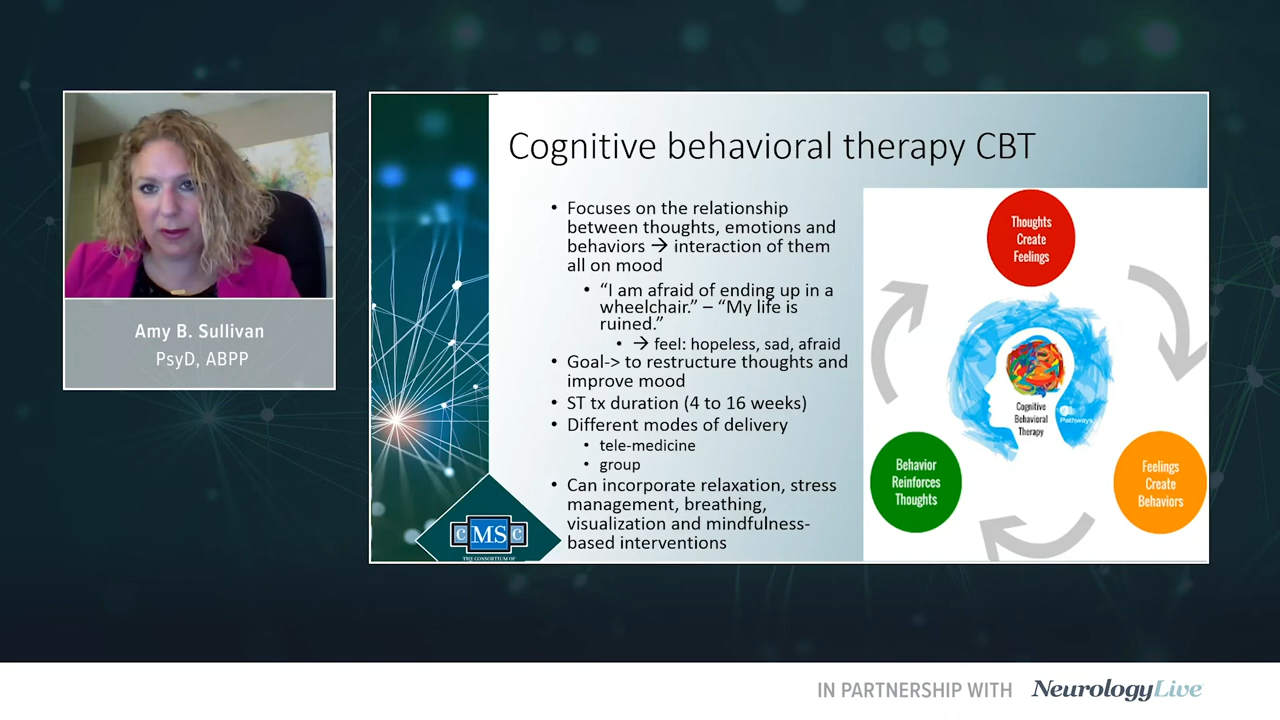 Amy B. Sullivan
PsyD, ABPP
Cognitive behavioral therapy CBT
• Focuses on the relationship
between thoughts, emotions and
behaviors → interaction of them
all on mood
• “I am afraid of ending up in a
wheelchair.” – “My life is
ruined.”
• → feel: hopeless, sad, afraid
• Goal-> to restructure thoughts and
improve mood
• ST tx duration (4 to 16 weeks)
• Different modes of delivery
• tele-medicine
• group
• Can incorporate relaxation, stress
management, breathing,
visualization and mindfulness-
based interventions
Thoughts
Create
Feelings
Cognitive
Behavioral
Therapy
Pathways
Behavior
Reinforces
Thoughts
Feelings
Create
Behaviors
CMSC
THE CONSORTIUM OF
IN PARTNERSHIP WITH NeurologyLive